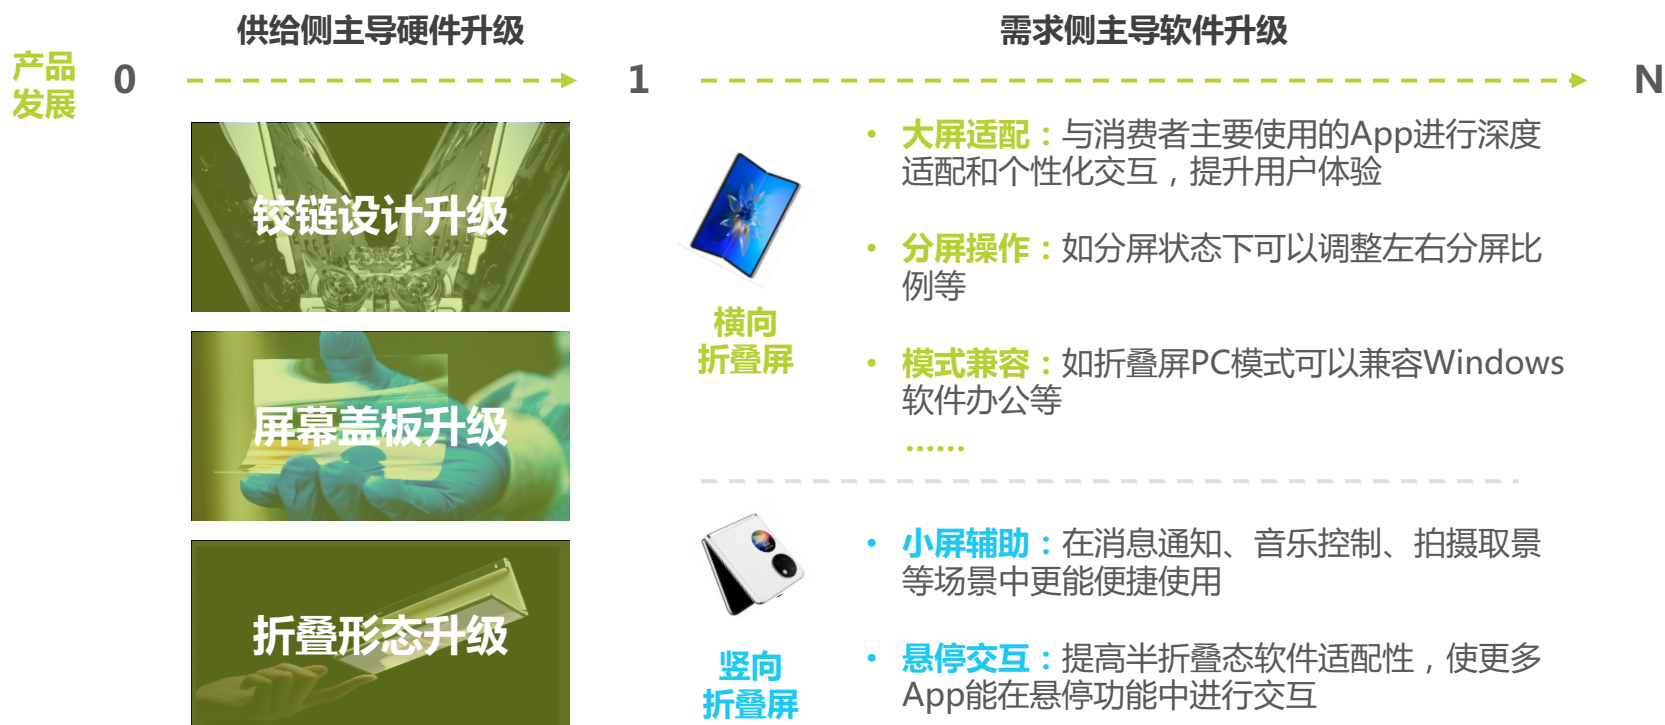 供给侧主导硬件升级
需求侧主导软件升级
产品
发展
0
1
N
铰链设计升级
屏幕盖板升级
折叠形态升级
横向
折叠屏
• 大屏适配：与消费者主要使用的App进行深度
适配和个性化交互，提升用户体验
• 分屏操作：如分屏状态下可以调整左右分屏比
例等
• 模式兼容：如折叠屏PC模式可以兼容Windows
软件办公等
……
竖向
折叠屏
• 小屏辅助：在消息通知、音乐控制、拍摄取景
等场景中更能便捷使用
• 悬停交互：提高半折叠态软件适配性，使更多
App能在悬停功能中进行交互